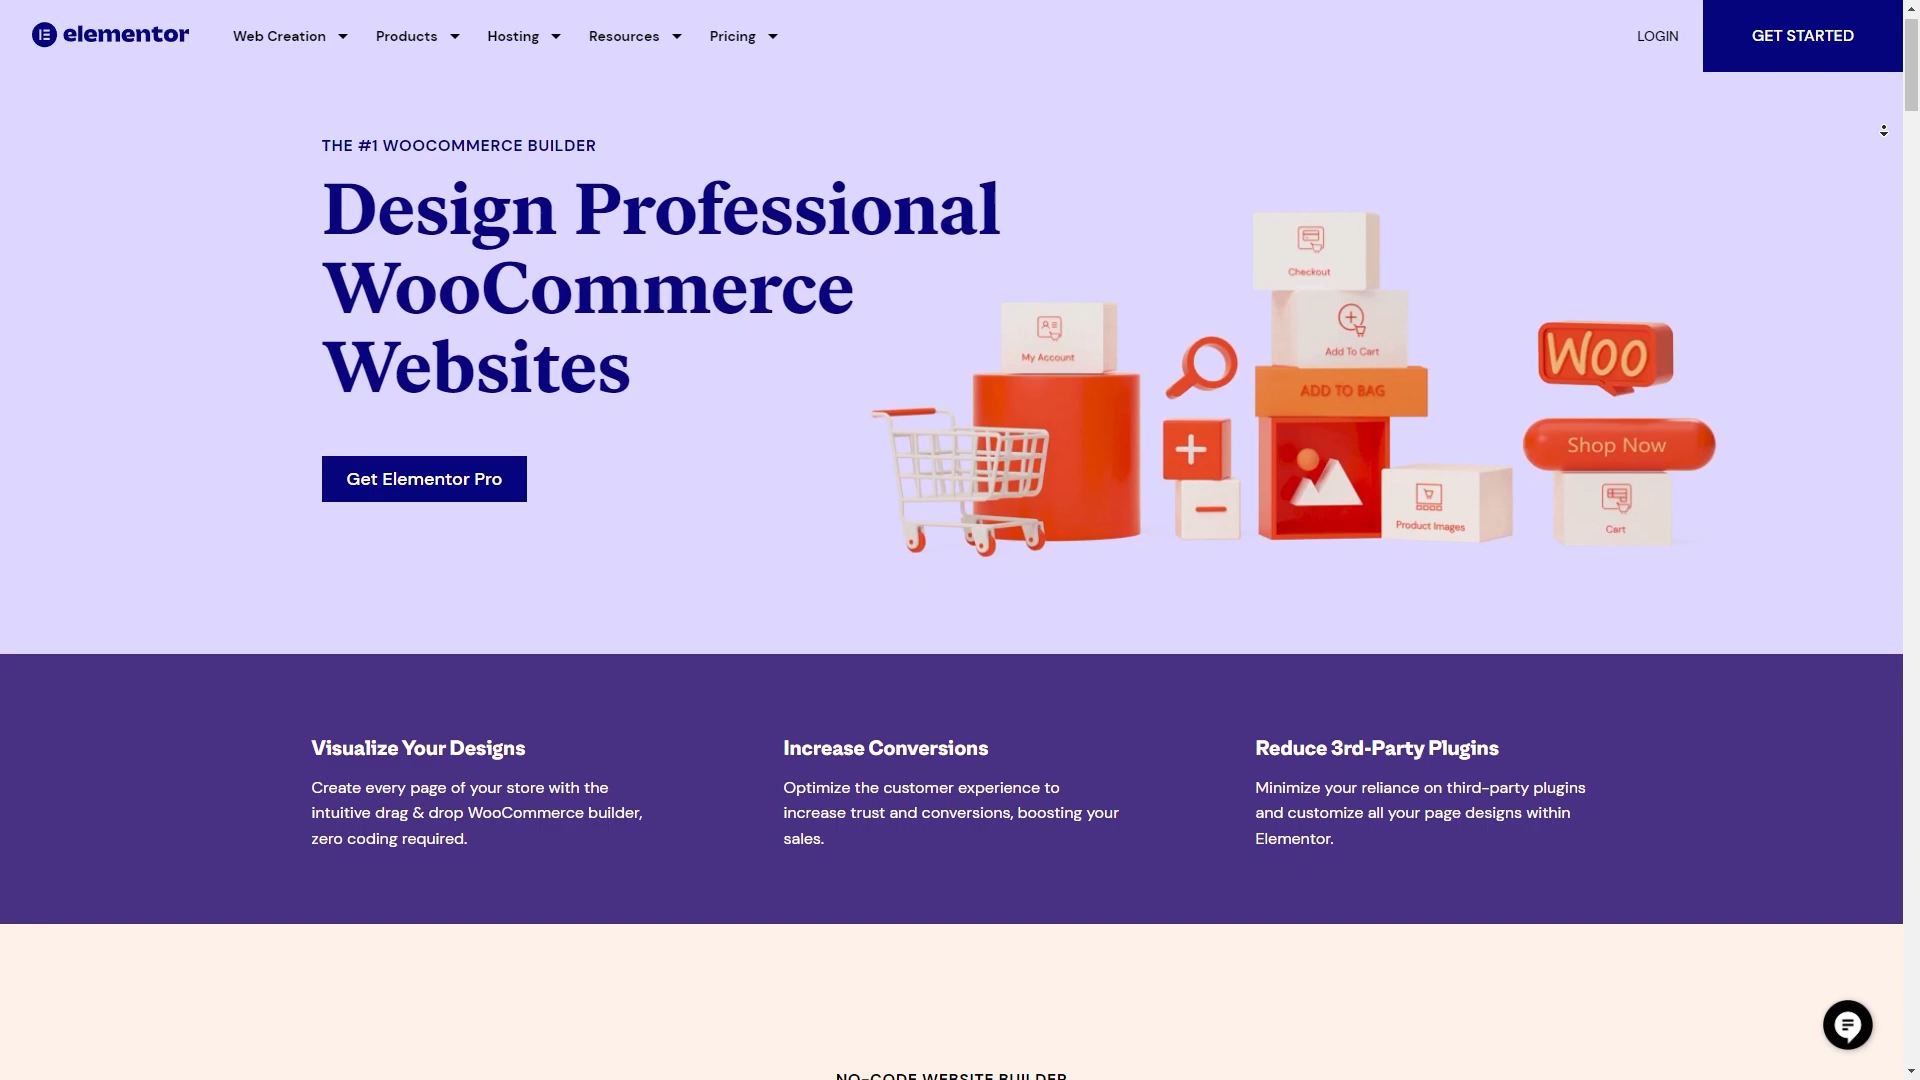 elementor
Web Creation
Products
Hosting
Resources
Pricing
LOGIN
GET STARTED
THE #1 WOOCOMMERCE BUILDER
Design Professional
WooCommerce
Websites
Get Elementor Pro
Checkout
My Account
Add To Cart
ADD TO BAG
Woo
Shop Now
Product Images
Cart
Visualize Your Designs
Create every page of your store with the
intuitive drag & drop WooCommerce builder,
zero coding required.
Increase Conversions
Optimize the customer experience to
increase trust and conversions, boosting your
sales.
Reduce 3rd-Party Plugins
Minimize your reliance on third-party plugins
and customize all your page designs within
Elementor.
NO-CODE WEBSITE BUILDER